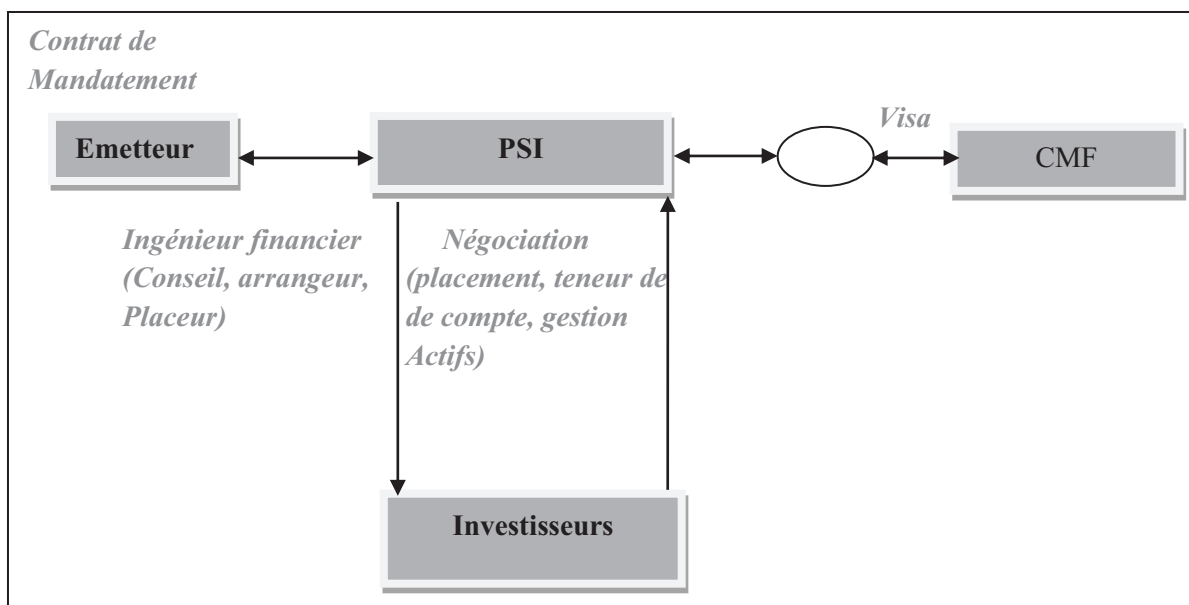 Contrat de
Mandatement
Visa
Emetteur
PSI
CMF
Ingénieur financier
(Conseil, arrangeur,
Placeur)
Négociation
(placement, teneur de
de compte, gestion
Actifs)
Investisseurs